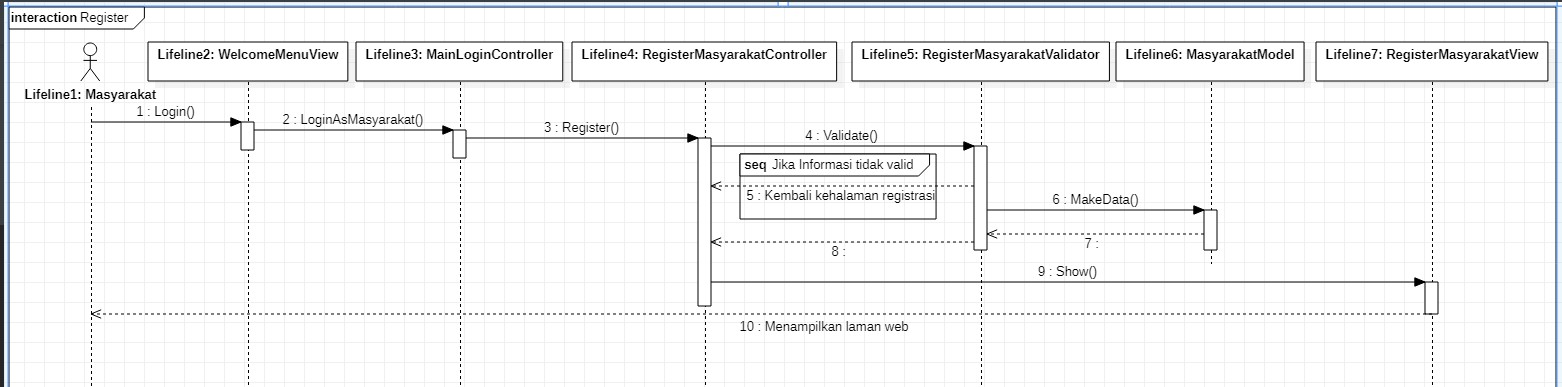 interaction Register
Lifeline1: Masyarakat
Lifeline2: WelcomeMenuView
Lifeline3: MainLoginController
Lifeline4: RegisterMasyarakatController
Lifeline5: RegisterMasyarakatValidator
Lifeline6: MasyarakatModel
Lifeline7: RegisterMasyarakatView
1 : Login()
2 : LoginAsMasyarakat()
3 : Register()
4 : Validate()
seq Jika Informasi tidak valid
5 : Kembali kehalaman registrasi
6 : MakeData()
7 :
8 :
9 : Show()
10 : Menampilkan laman web